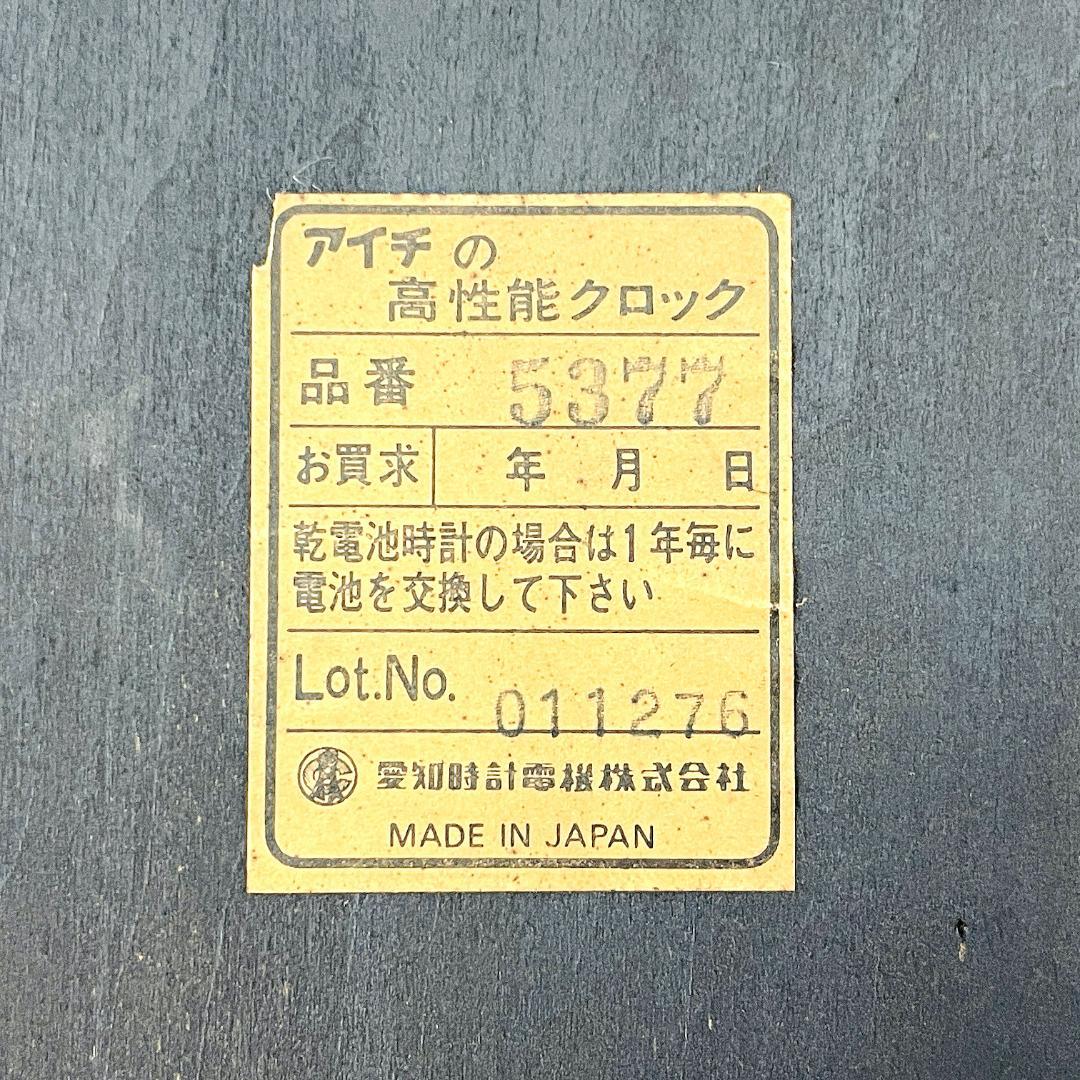 アイチの
高性能クロック
品番 5377
お買求 年 月 日
乾電池時計の場合は1年毎に
電池を交換して下さい
Lot.No. 011276
愛知時計電機株式会社
MADE IN JAPAN